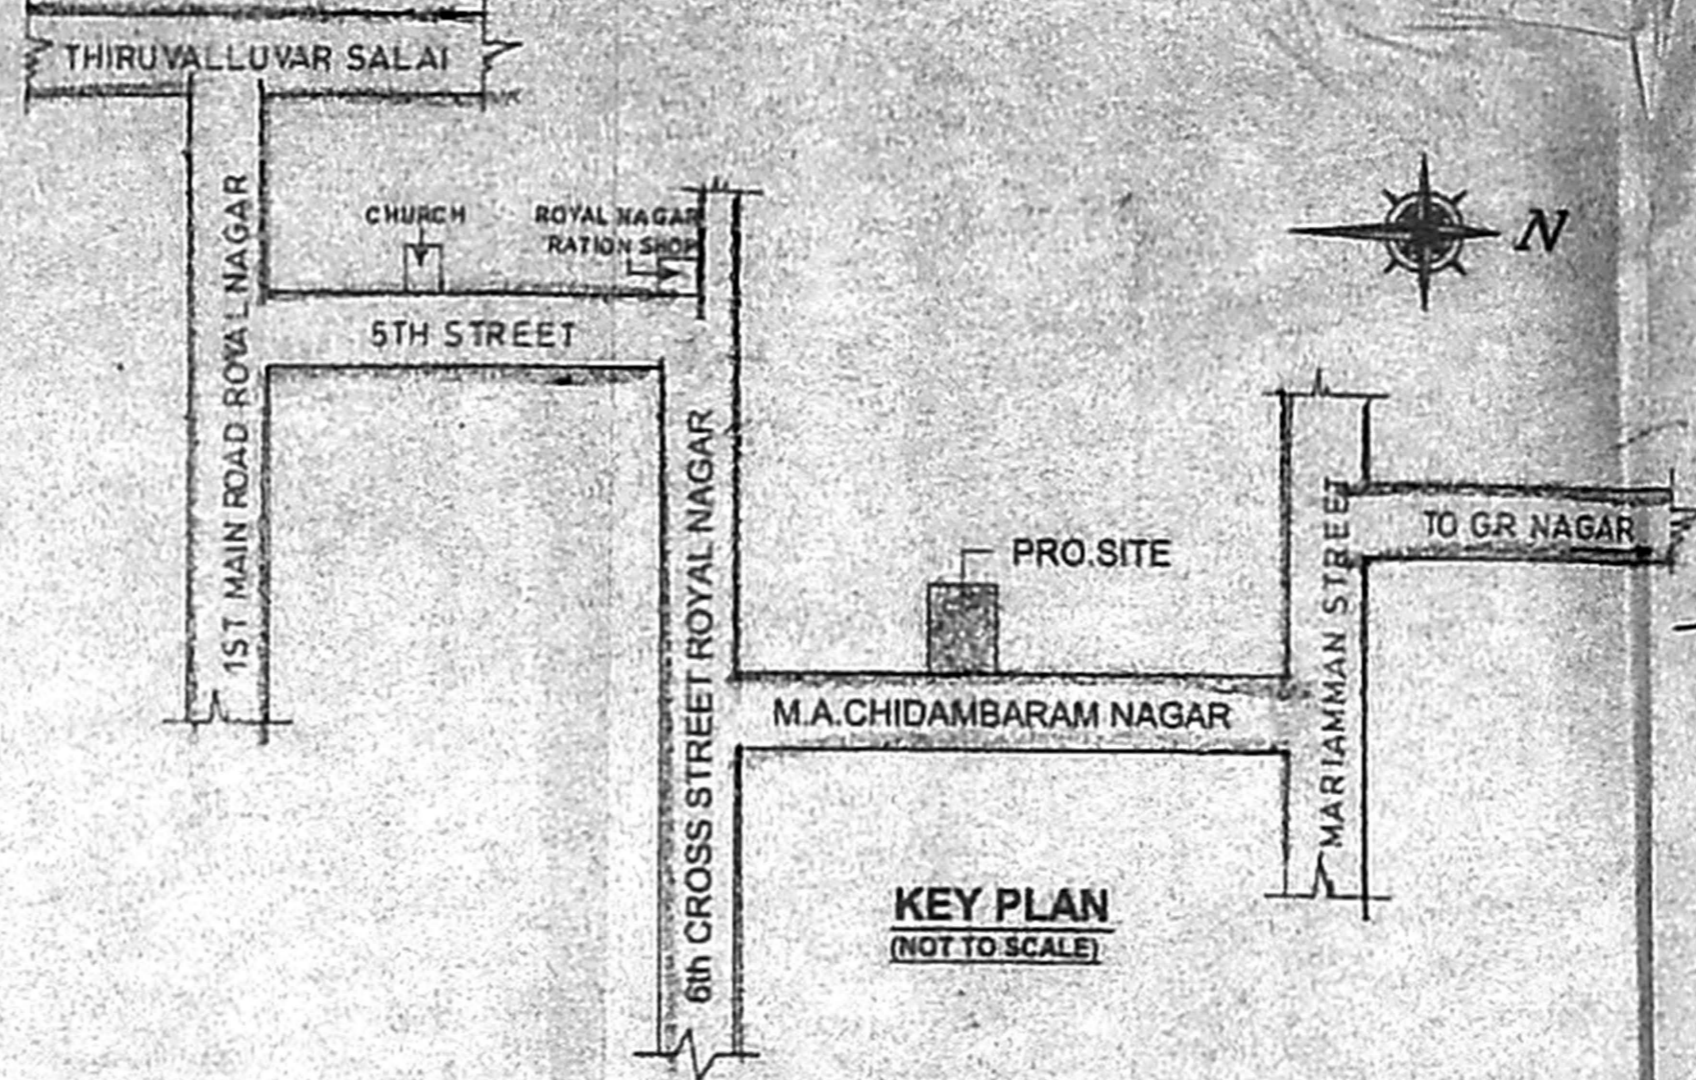 THIRUVALLUVAR SALAI
1ST MAIN ROAD ROYAL NAGAR
CHURCH
ROYAL NAGAR
RATION SHOP
5TH STREET
6th CROSS STREET ROYAL NAGAR
N
PRO.SITE
M.A.CHIDAMBARAM NAGAR
MARIAMMAN STREET
TO G.R NAGAR
KEY PLAN
(NOT TO SCALE)